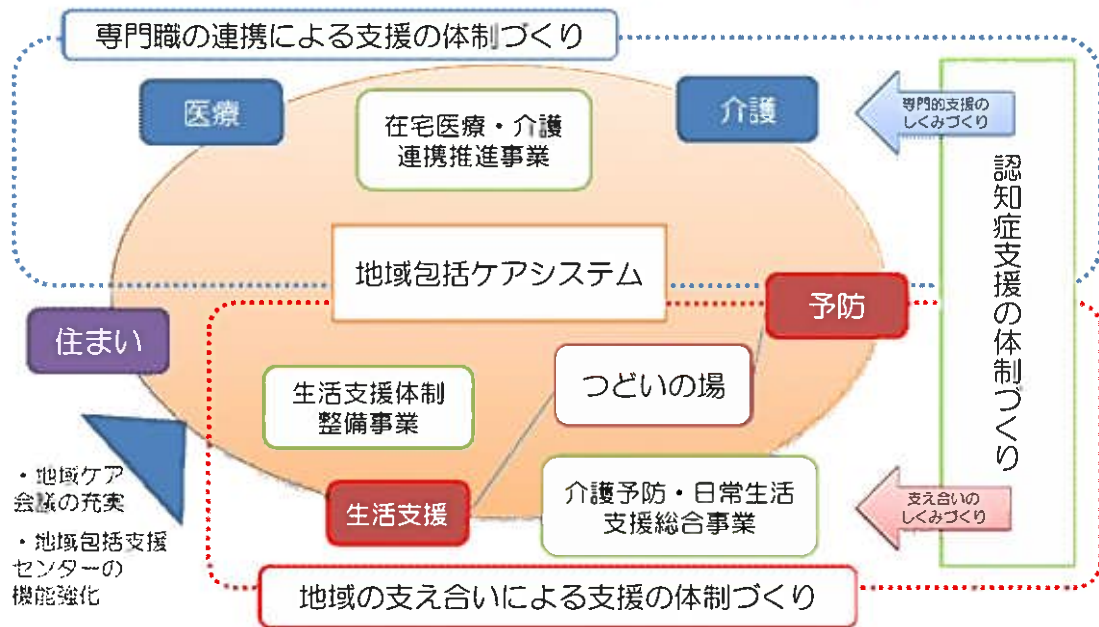 専門職の連携による支援の体制づくり
医療
介護
専門的支援の
しくみづくり
在宅医療・介護
連携推進事業
認知症支援の体制づくり
地域包括ケアシステム
予防
住まい
つどいの場
生活支援体制
整備事業
・地域ケア
会議の充実
・地域包括支援
センターの
機能強化
生活支援
介護予防・日常生活
支援総合事業
支え合いの
しくみづくり
地域の支え合いによる支援の体制づくり